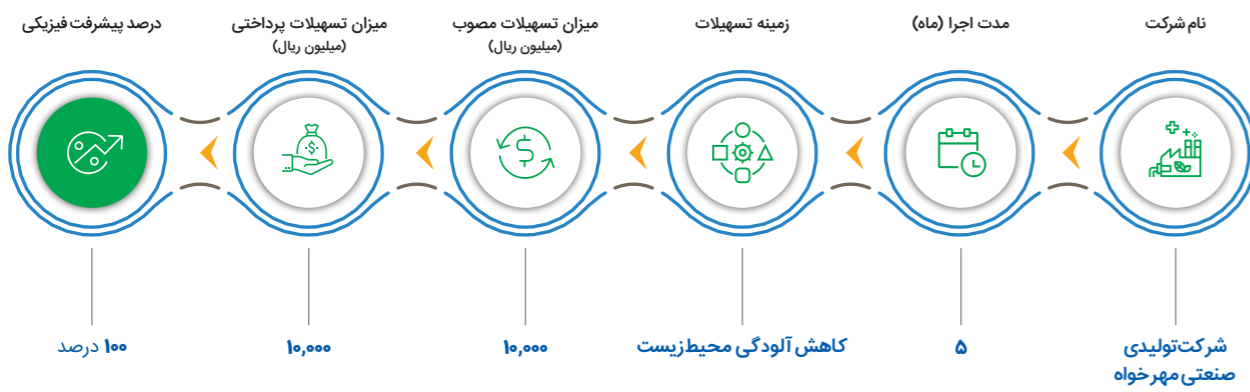 نام شرکت
مدت اجرا (ماه)
زمینه تسهیلات
میزان تسهیلات مصوب
(میلیون ریال)
میزان تسهیلات پرداختی
(میلیون ریال)
درصد پیشرفت فیزیکی
شرکت تولیدی
صنعتی مهرخواه
۵
کاهش آلودگی محیط‌زیست
۱۰,۰۰۰
۱۰,۰۰۰
۱۰۰ درصد